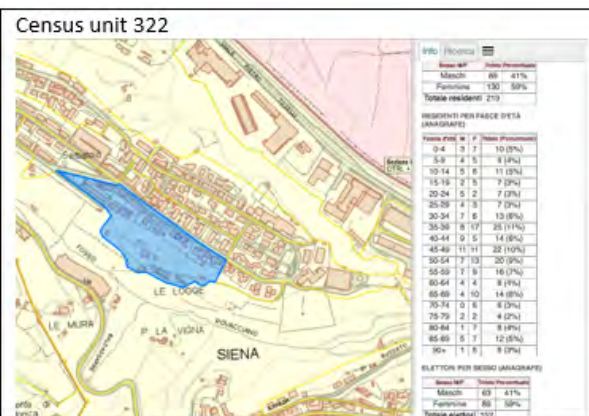 Census unit 322
Info Ricerca
Sesso M/F Totale Percentuale
Maschi 89 41%
Femmine 130 59%
Totale residenti 219
RESIDENTI PER FASCE D'ETÀ
(ANAGRAFE)
Fascia d'età M F Totale (Percentuale)
0-4 3 7 10 (5%)
5-9 4 5 9 (4%)
10-14 5 6 11 (5%)
15-19 2 5 7 (3%)
20-24 5 2 7 (3%)
25-29 4 3 7 (3%)
30-34 7 6 13 (6%)
35-39 8 17 25 (11%)
40-44 9 5 14 (6%)
45-49 11 11 22 (10%)
50-54 7 13 20 (9%)
55-59 7 9 16 (7%)
60-64 4 4 8 (4%)
65-69 4 10 14 (6%)
70-74 0 6 6 (3%)
75-79 2 2 4 (2%)
80-84 1 7 8 (4%)
85-89 5 7 12 (5%)
90+ 1 5 6 (3%)
ELETTORI PER SESSO (ANAGRAFE)
Sesso M/F Totale Percentuale
Maschi 63 41%
Femmine 89 59%
Totale elettori 152
FOSSO
LE LOGGE
LE MURA
P. LA VIGNA
SIENA